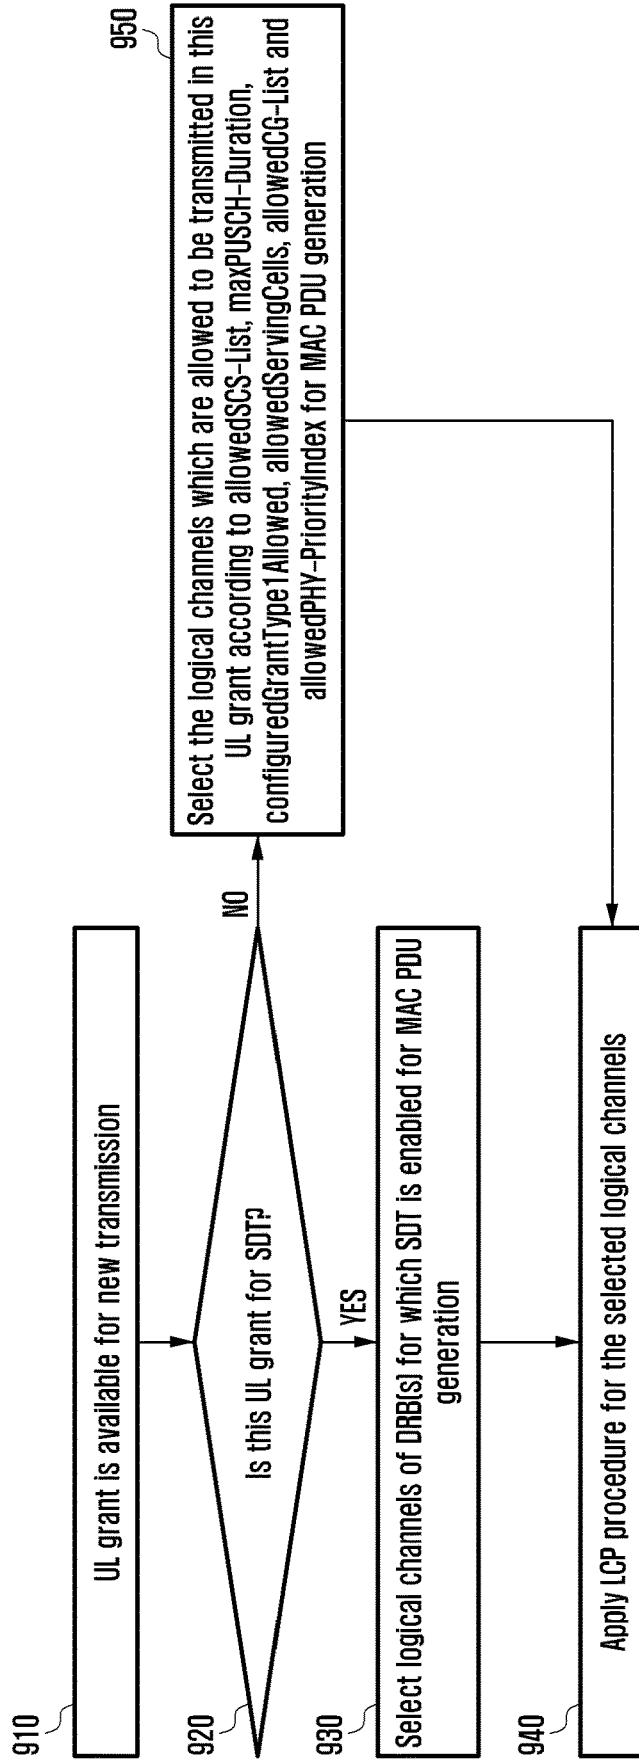 910
UL grant is available for new transmission
920
Is this UL grant for SDT?
NO
YES
930
Select logical channels of DRB(s) for which SDT is enabled for MAC PDU
generation
940
Apply LCP procedure for the selected logical channels
950
Select the logical channels which are allowed to be transmitted in this
UL grant according to allowedSCS-List, maxPUSCH-Duration,
configuredGrantType1Allowed, allowedServingCells, allowedCG-List and
allowedPHY-PriorityIndex for MAC PDU generation